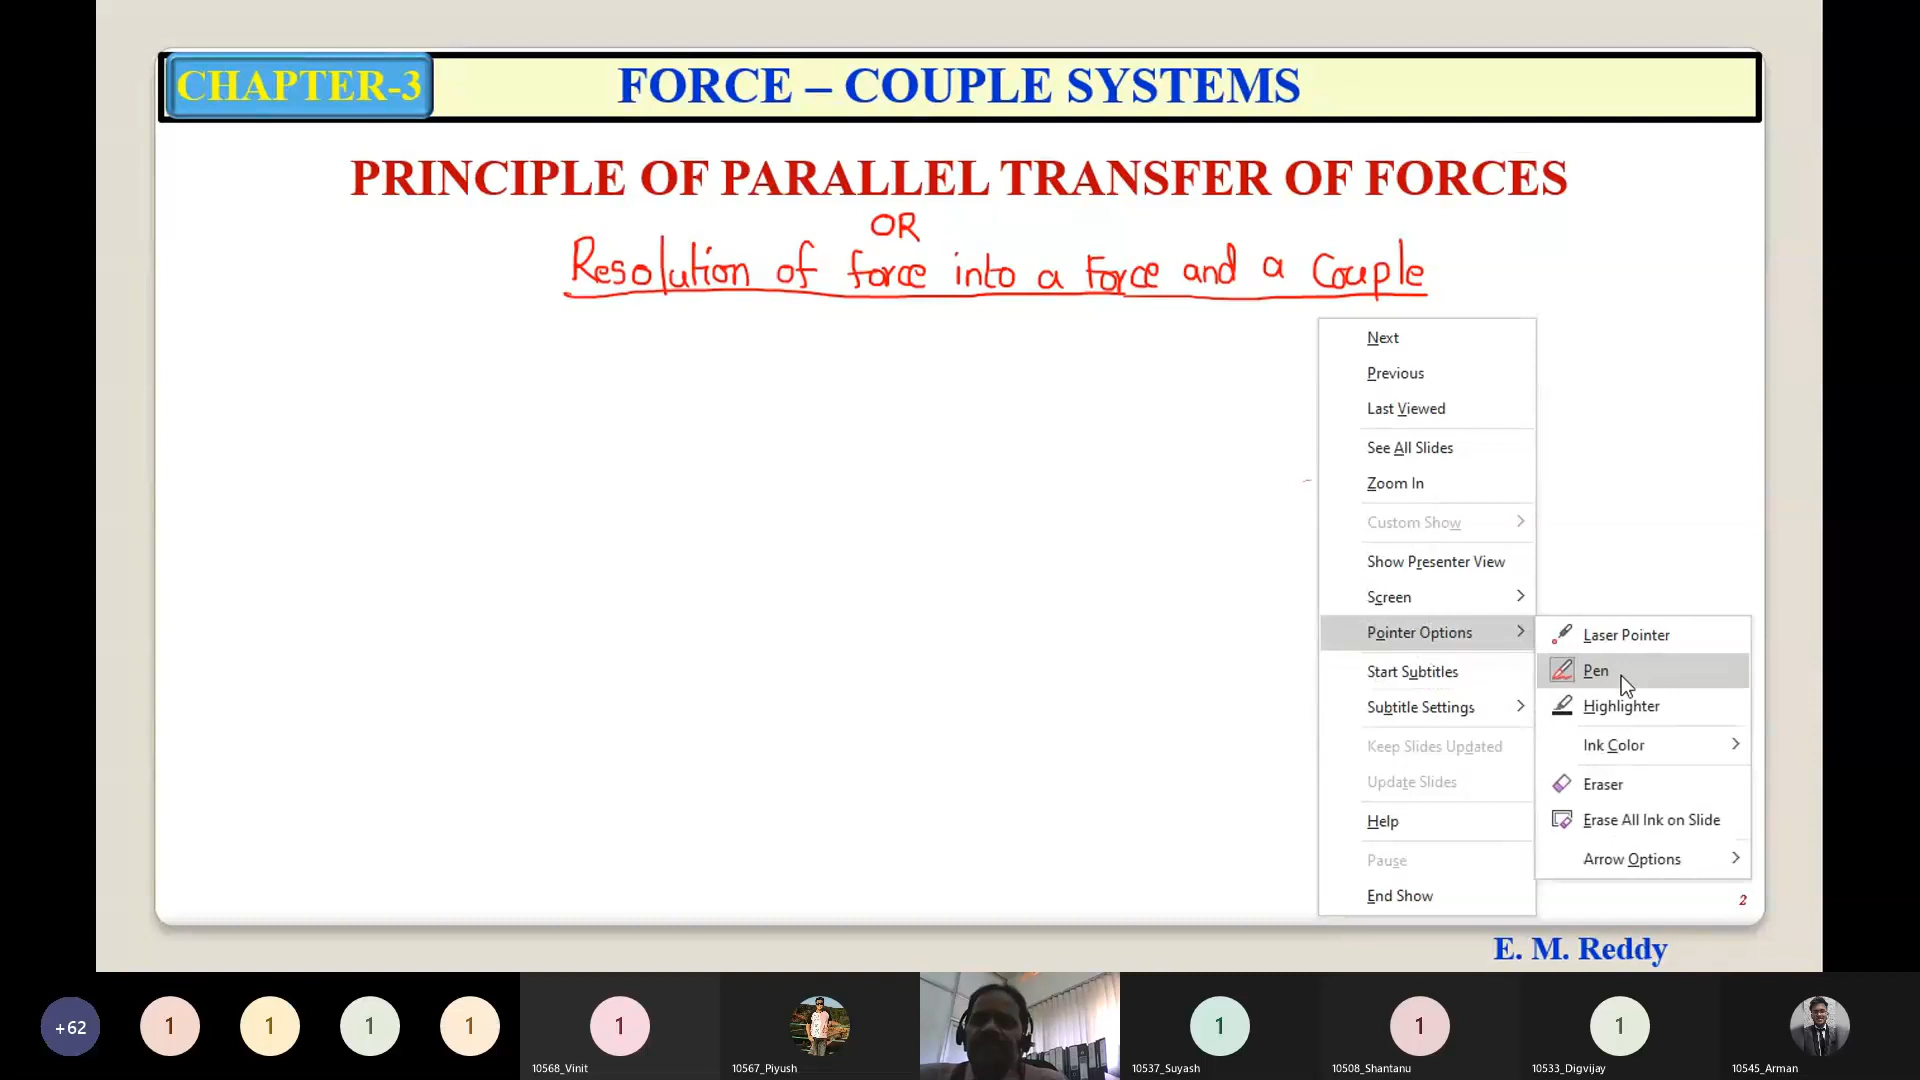 CHAPTER-3
FORCE – COUPLE SYSTEMS
PRINCIPLE OF PARALLEL TRANSFER OF FORCES
OR
Resolution of force into a Force and a Couple
Next
Previous
Last Viewed
See All Slides
Zoom In
Custom Show
Show Presenter View
Screen
Pointer Options
Start Subtitles
Subtitle Settings
Keep Slides Updated
Update Slides
Help
Pause
End Show
Laser Pointer
Pen
Highlighter
Ink Color
Eraser
Erase All Ink on Slide
Arrow Options
2
E. M. Reddy
+62
1
1
1
1
1
1
1
1
10568_Vinit
10567_Piyush
10537_Suyash
10508_Shantanu
10533_Digvijay
10545_Arman